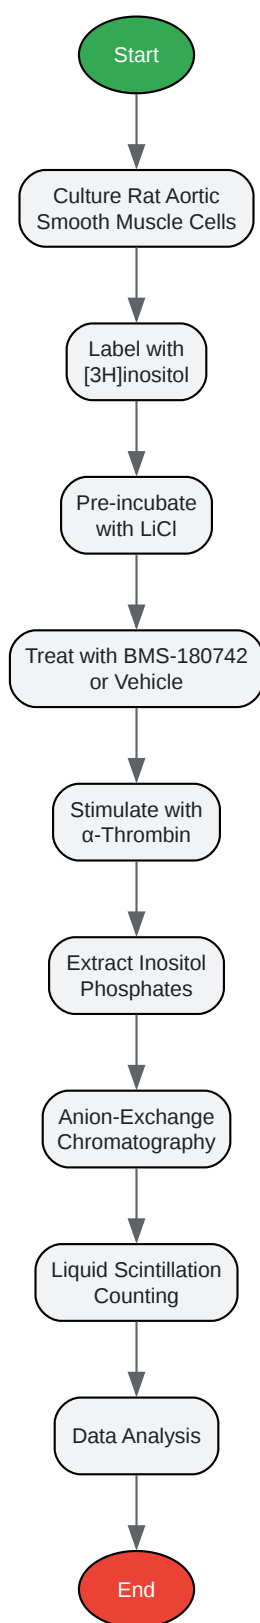 Start
Culture Rat Aortic
Smooth Muscle Cells
Label with
[3H]inositol
Pre-incubate
with LiCl
Treat with BMS-180742
or Vehicle
Stimulate with
α-Thrombin
Extract Inositol
Phosphates
Anion-Exchange
Chromatography
Liquid Scintillation
Counting
Data Analysis
End